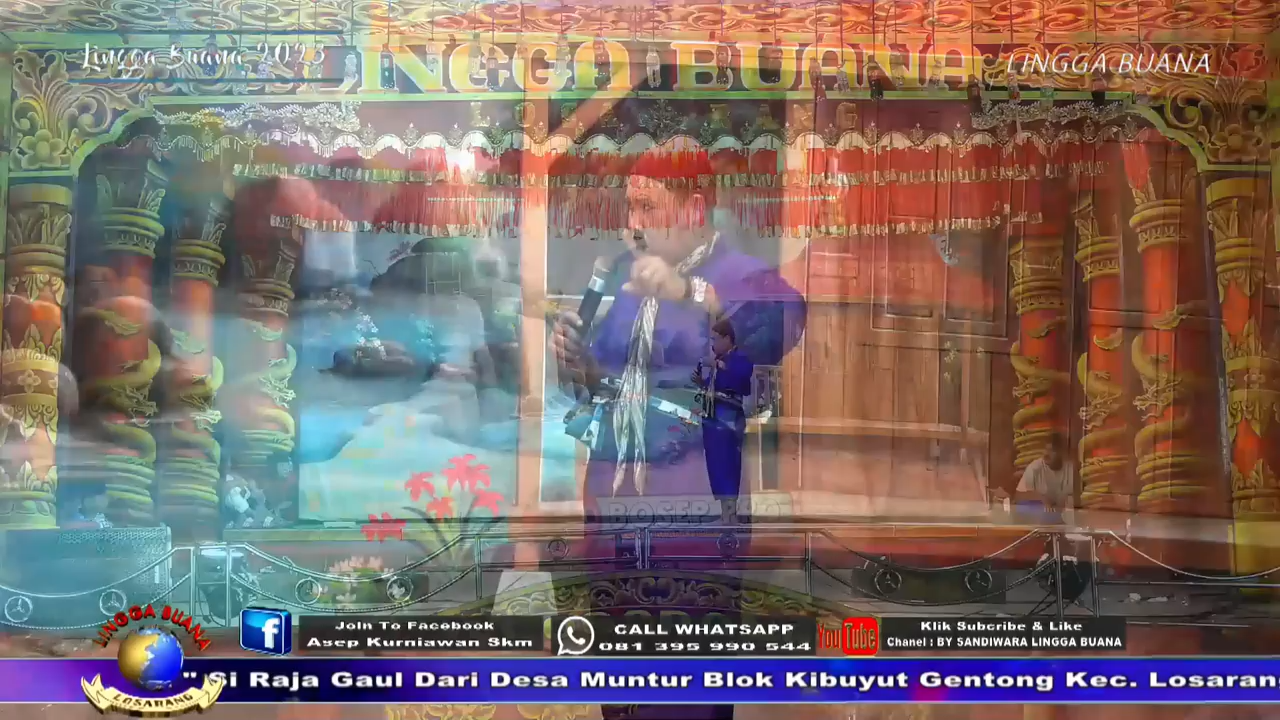 Lingga Buana 2023
LINGGA BUANA
LINGGA BUANA
Join To Facebook
Asep Kurniawan Skm
CALL WHATSAPP
081 395 990 544
YouTube
Klik Subcribe & Like
Chanel : BY SANDIWARA LINGGA BUANA
LINGGA BUANA
LOSARANG
" Si Raja Gaul Dari Desa Muntur Blok Kibuyut Gentong Kec. Losarang